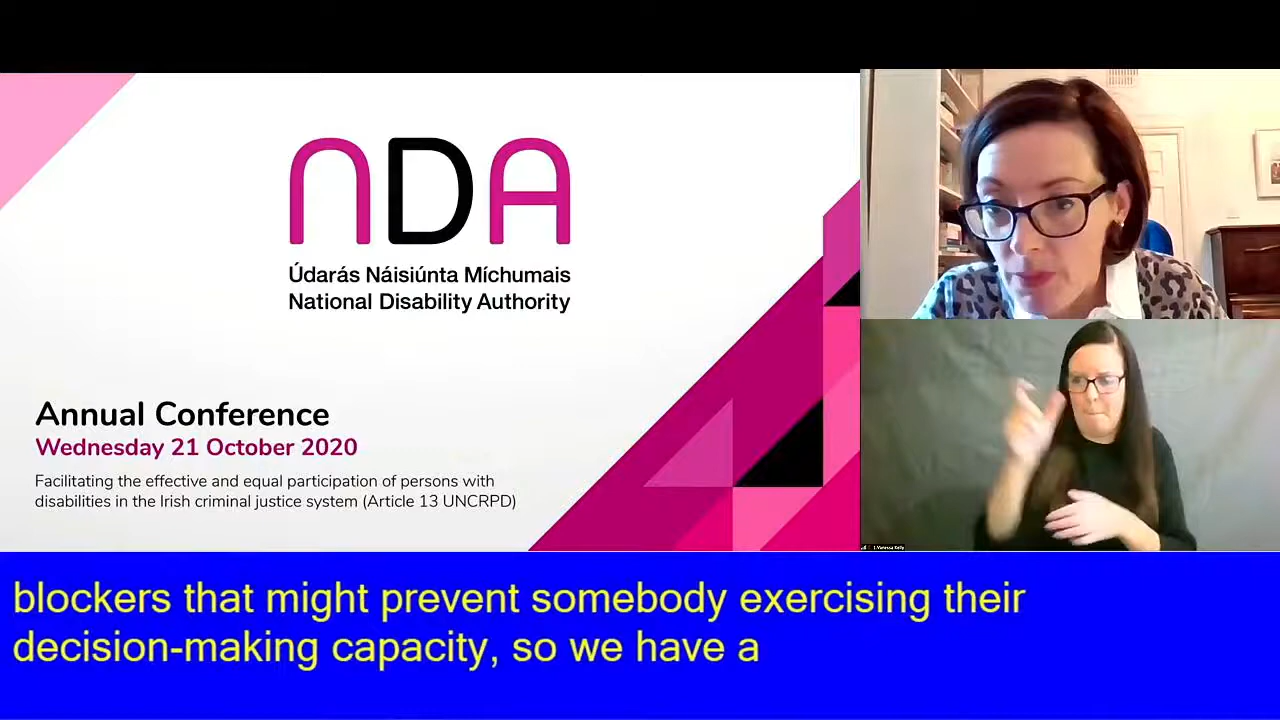 NDA
Údarás Náisiúnta Míchumais
National Disability Authority
Annual Conference
Wednesday 21 October 2020
Facilitating the effective and equal participation of persons with
disabilities in the Irish criminal justice system (Article 13 UNCRPD)
Vanessa Kelly
blockers that might prevent somebody exercising their
decision-making capacity, so we have a